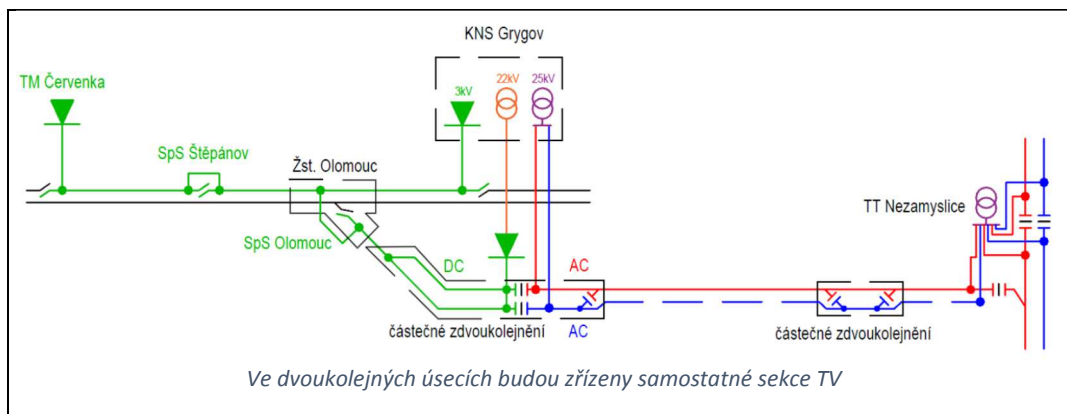 KNS Grygov
TM Červenka
22kV
25kV
3kV
SpS Štěpánov
Žst. Olomouc
TT Nezamyslice
SpS Olomouc
DC
AC
částečné zdvoukolejnění
AC
částečné zdvoukolejnění
Ve dvoukolejných úsecích budou zřízeny samostatné sekce TV